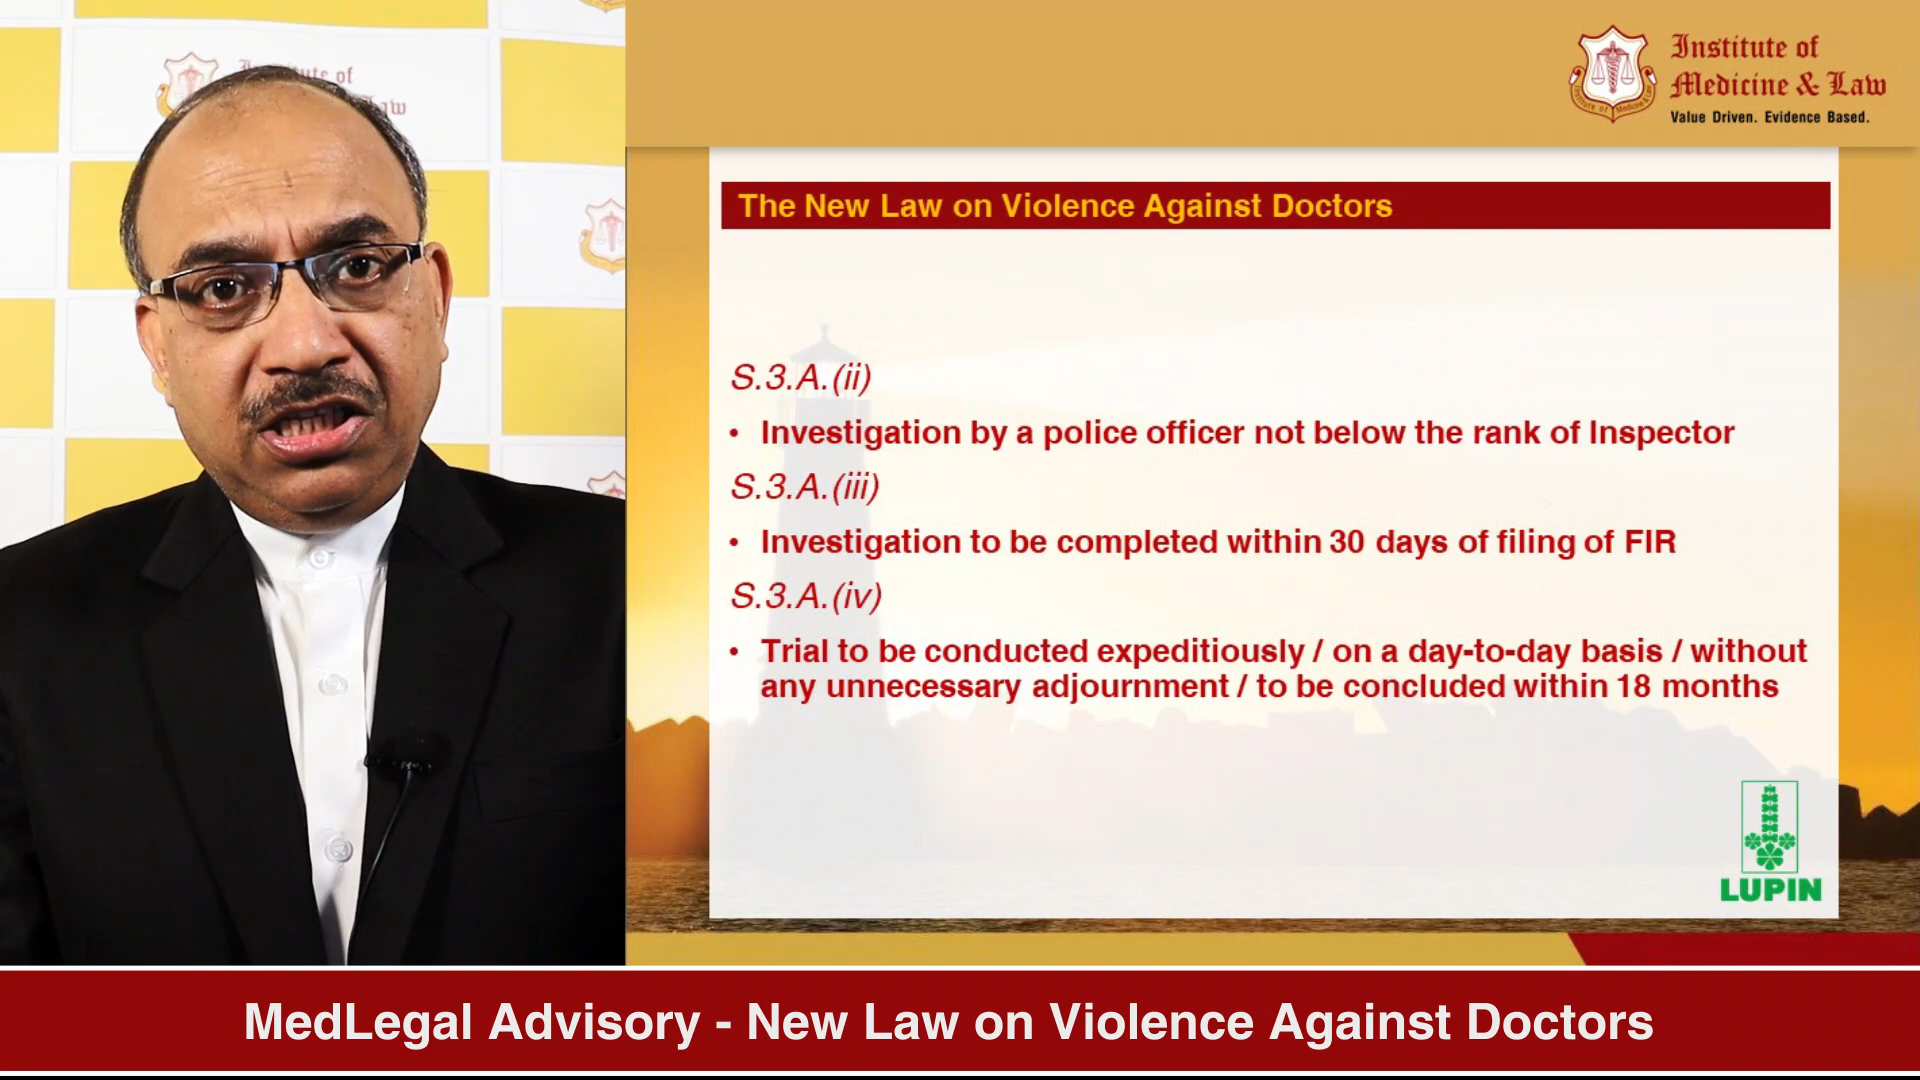 Institute of
Medicine & Law
Value Driven. Evidence Based.
The New Law on Violence Against Doctors
S.3.A.(ii)
• Investigation by a police officer not below the rank of Inspector
S.3.A.(iii)
• Investigation to be completed within 30 days of filing of FIR
S.3.A.(iv)
• Trial to be conducted expeditiously / on a day-to-day basis / without
any unnecessary adjournment / to be concluded within 18 months
LUPIN
MedLegal Advisory - New Law on Violence Against Doctors